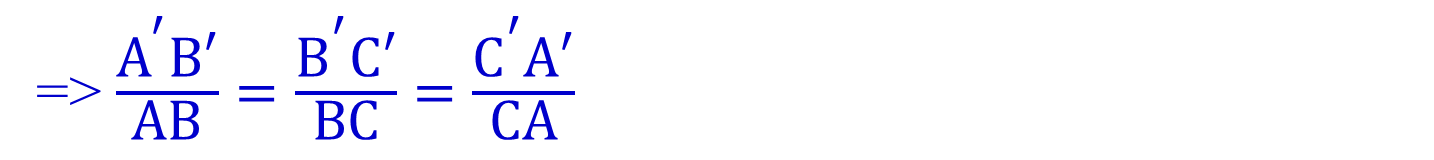 => A'B'/AB = B'C'/BC = C'A'/CA